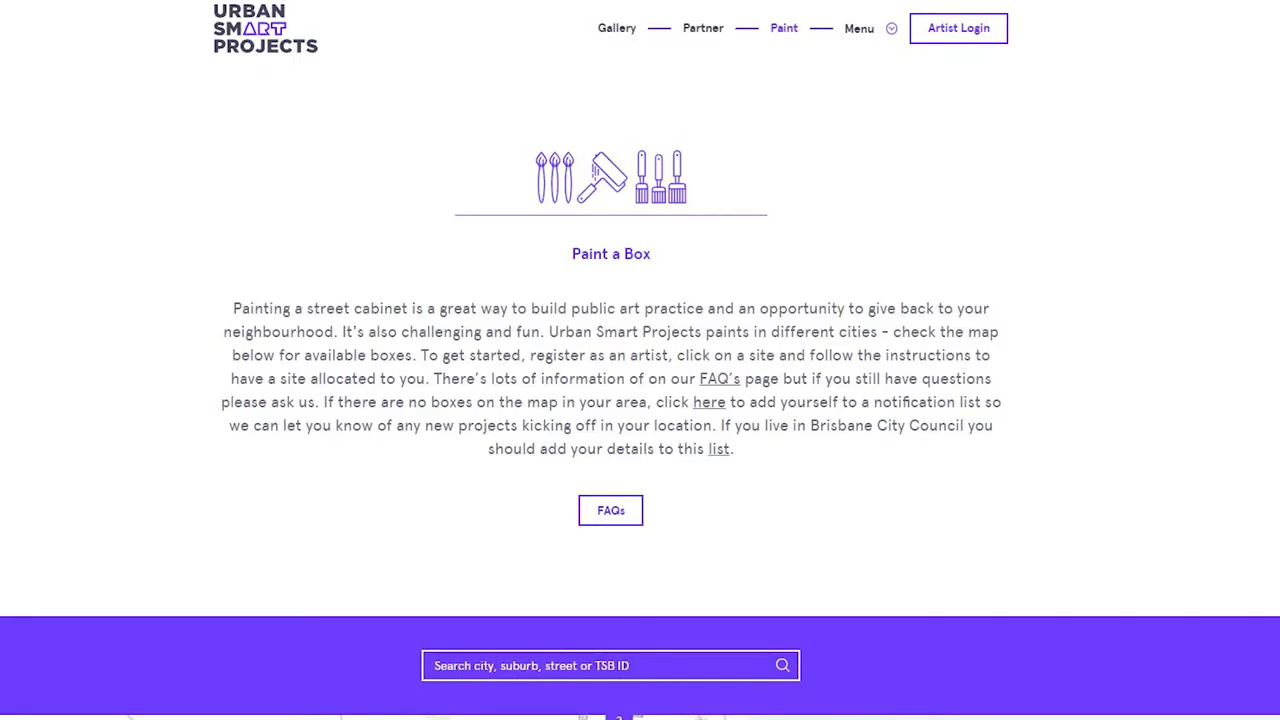 URBAN
SMART
PROJECTS
Gallery
Partner
Paint
Menu
Artist Login
Paint a Box
Painting a street cabinet is a great way to build public art practice and an opportunity to give back to your
neighbourhood. It's also challenging and fun. Urban Smart Projects paints in different cities - check the map
below for available boxes. To get started, register as an artist, click on a site and follow the instructions to
have a site allocated to you. There's lots of information of on our FAQ's page but if you still have questions
please ask us. If there are no boxes on the map in your area, click here to add yourself to a notification list so
we can let you know of any new projects kicking off in your location. If you live in Brisbane City Council you
should add your details to this list.
FAQs
Search city, suburb, street or TSB ID